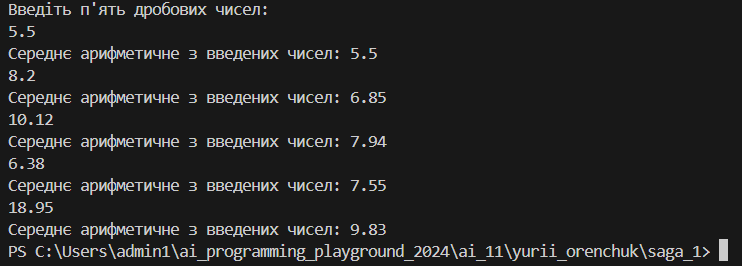 Введіть п'ять дробових чисел:
5.5
Середнє арифметичне з введених чисел: 5.5
8.2
Середнє арифметичне з введених чисел: 6.85
10.12
Середнє арифметичне з введених чисел: 7.94
6.38
Середнє арифметичне з введених чисел: 7.55
18.95
Середнє арифметичне з введених чисел: 9.83
PS C:\Users\admin1\ai_programming_playground_2024\ai_11\yurii_orenchuk\saga_1>